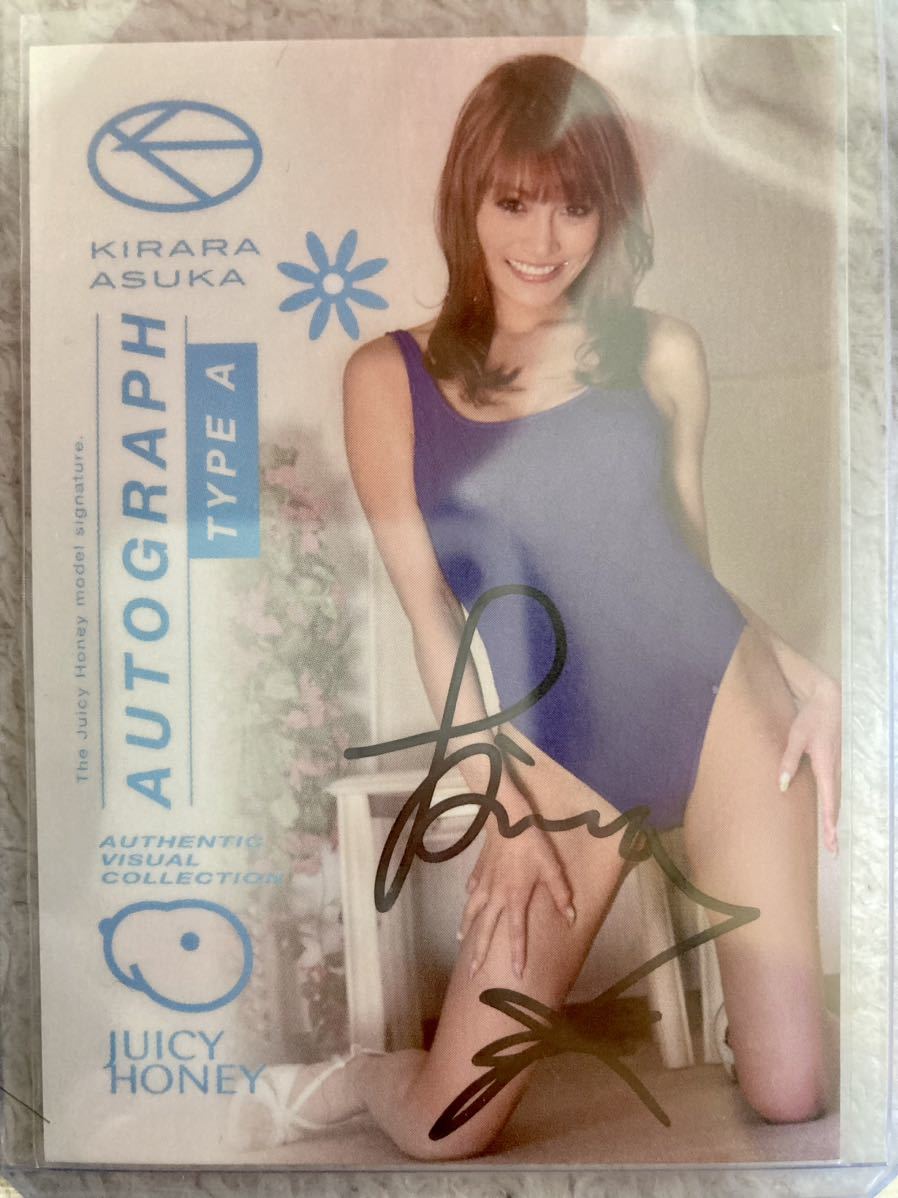 KIRARA
ASUKA
AUTOGRAPH
TYPE A
The Juicy Honey model signature.
AUTHENTIC
VISUAL
COLLECTION
JUICY
HONEY